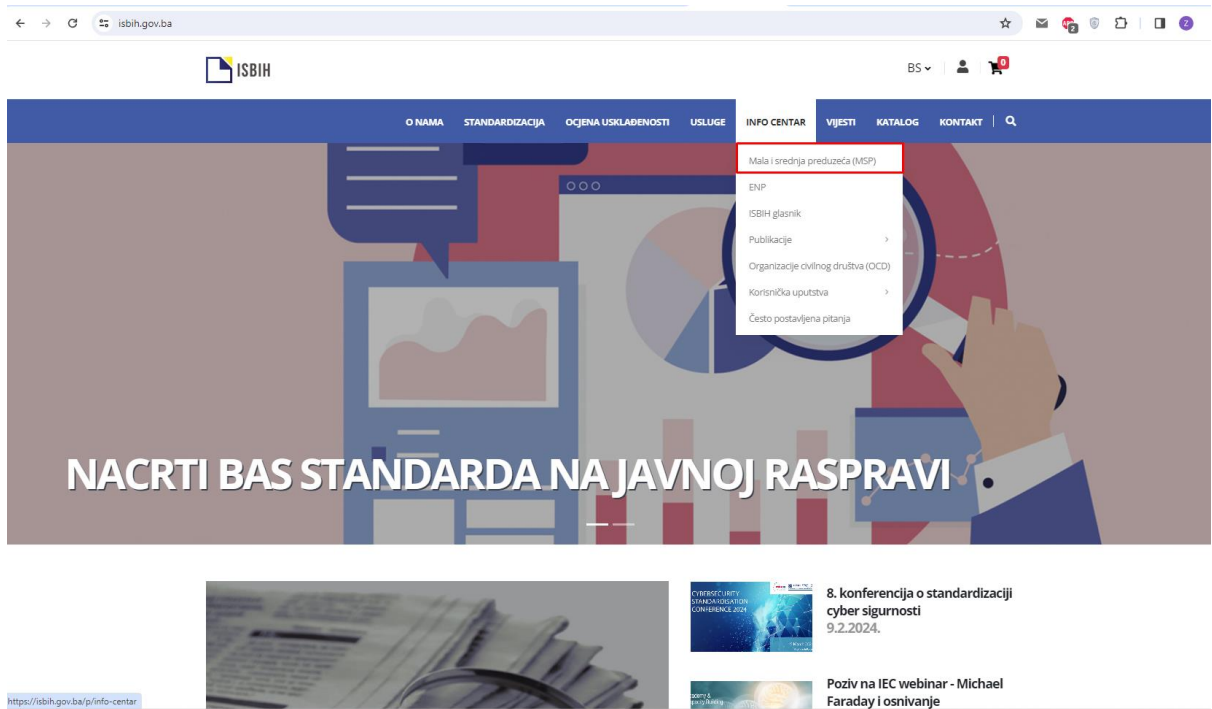 isbih.gov.ba
2
Z
ISBIH
BS
0
O NAMA STANDARDIZACIJA OCJENA USKLAĐENOSTI USLUGE INFO CENTAR VIJESTI KATALOG KONTAKT
Mala i srednja preduzeća (MSP)
ENP
ISBIH glasnik
Publikacije
Organizacije civilnog društva (OCD)
Korisnička uputstva
Često postavljena pitanja
NACRTI BAS STANDARDA NA JAVNOJ RASPRAVI
CYBERSECURITY
STANDARDISATION
CONFERENCE 2024
8. konferencija o standardizaciji
cyber sigurnosti
9.2.2024.
Poziv na IEC webinar - Michael
Faraday i osnivanje
https://isbih.gov.ba/p/info-centar